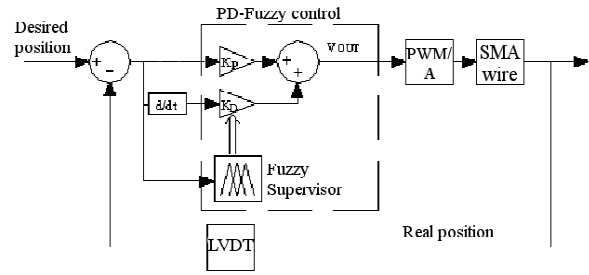 PD-Fuzzy control
Desired
position
+
−
KP
+
+
VOUT
PWM/
A
SMA
wire
d/dt
KD
Fuzzy
Supervisor
Real position
LVDT